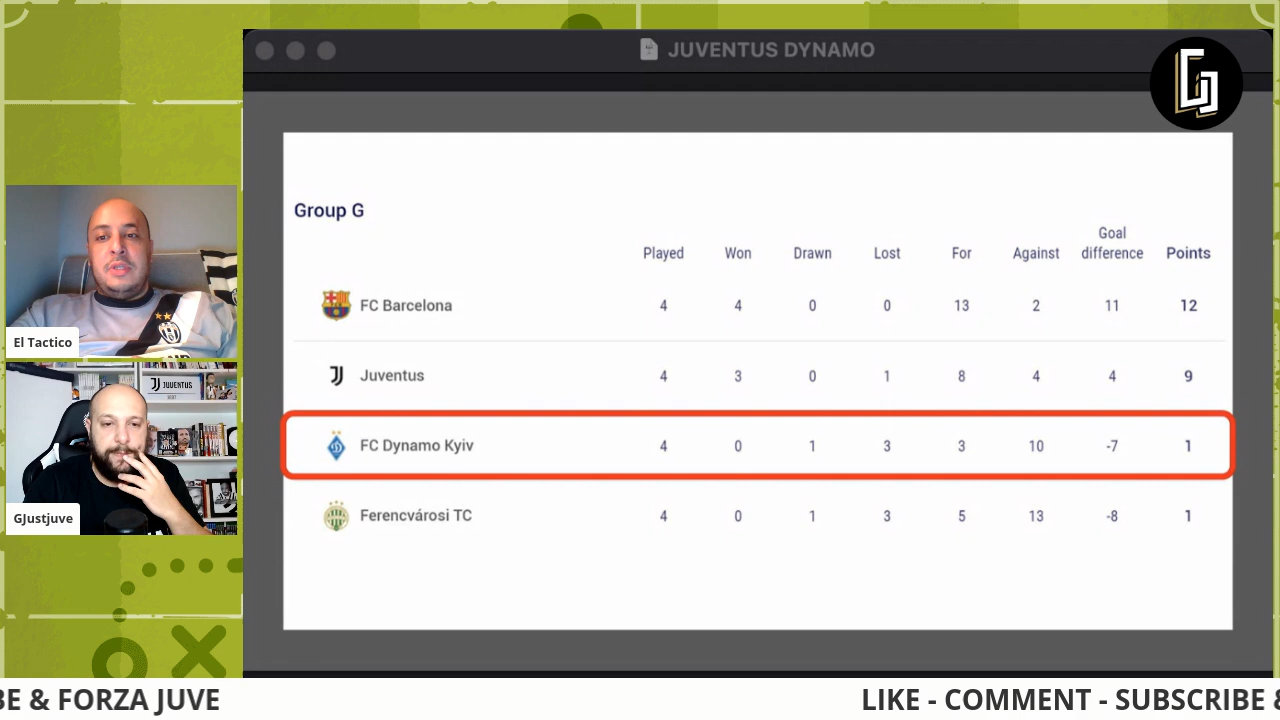 JUVENTUS DYNAMO
Group G
Played Won Drawn Lost For Against Goal difference Points
FC Barcelona 4 4 0 0 13 2 11 12
Juventus 4 3 0 1 8 4 4 9
FC Dynamo Kyiv 4 0 1 3 3 10 -7 1
Ferencvárosi TC 4 0 1 3 5 13 -8 1
El Tactico
JUVENTUS
GJustjuve
BE & FORZA JUVE
LIKE - COMMENT - SUBSCRIBE &